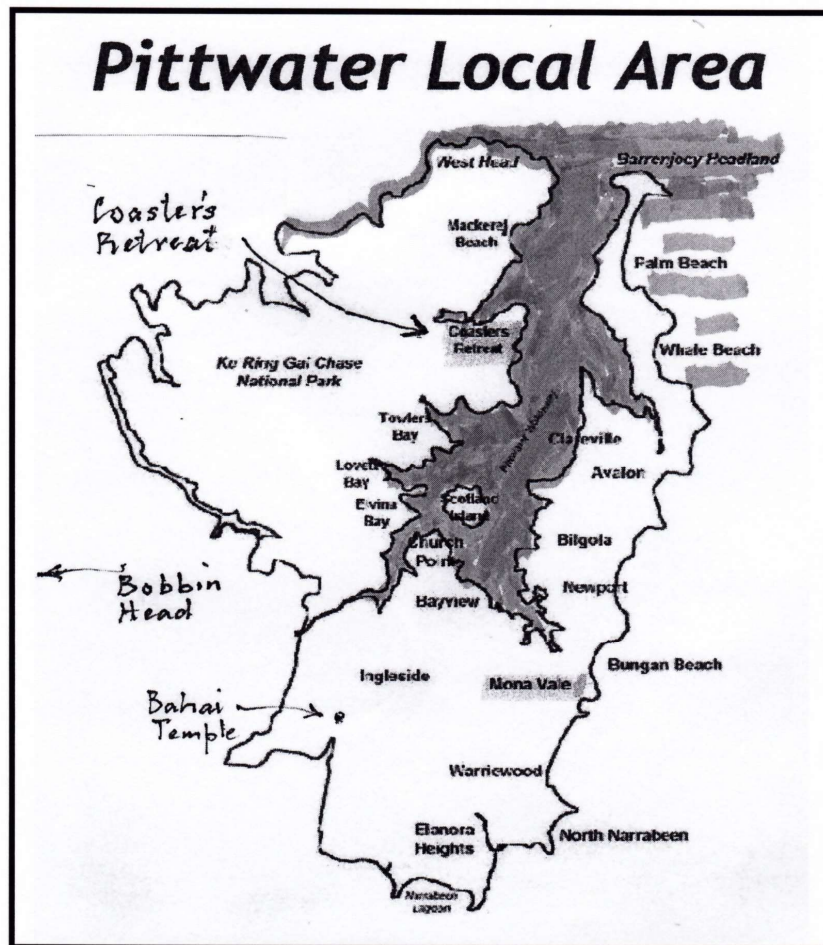 Pittwater Local Area
West Head
Barrenjoey Headland
Coaster's
Retreat
Mackerel
Beach
Palm Beach
Coasters
Retreat
Whale Beach
Ku Ring Gai Chase
National Park
Towlers
Bay
Clareville
Pittwater Waterway
Avalon
Lovett
Bay
Elvina
Bay
Scotland
Island
Church
Point
Bilgola
Bobbin
Head
Newport
Bayview
Bungan Beach
Ingleside
Mona Vale
Bahai
Temple
Warriewood
Elanora
Heights
North Narrabeen
Narrabeen
Lagoon